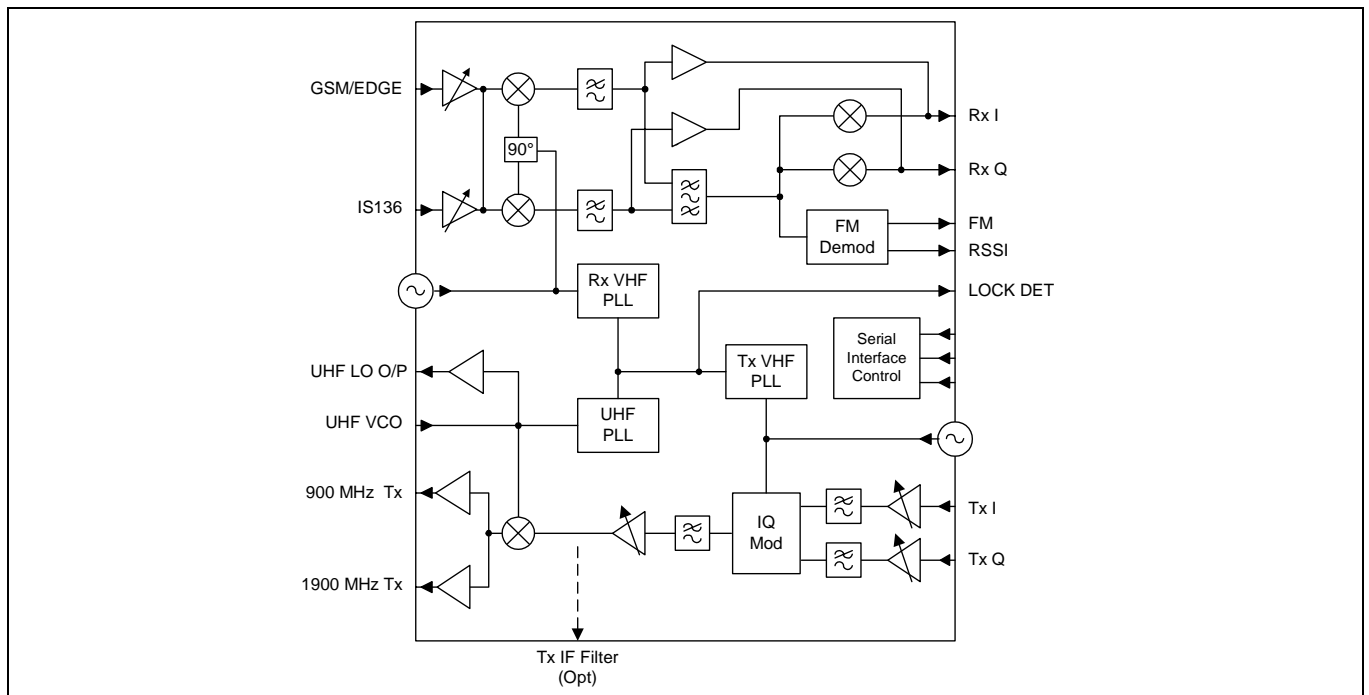 GSM/EDGE
90°
Rx I
Rx Q
IS136
FM
Demod
FM
RSSI
Rx VHF
PLL
LOCK DET
Serial
Interface
Control
Tx VHF
PLL
UHF LO O/P
UHF VCO
UHF
PLL
900 MHz Tx
IQ
Mod
Tx I
Tx Q
1900 MHz Tx
Tx IF Filter
(Opt)